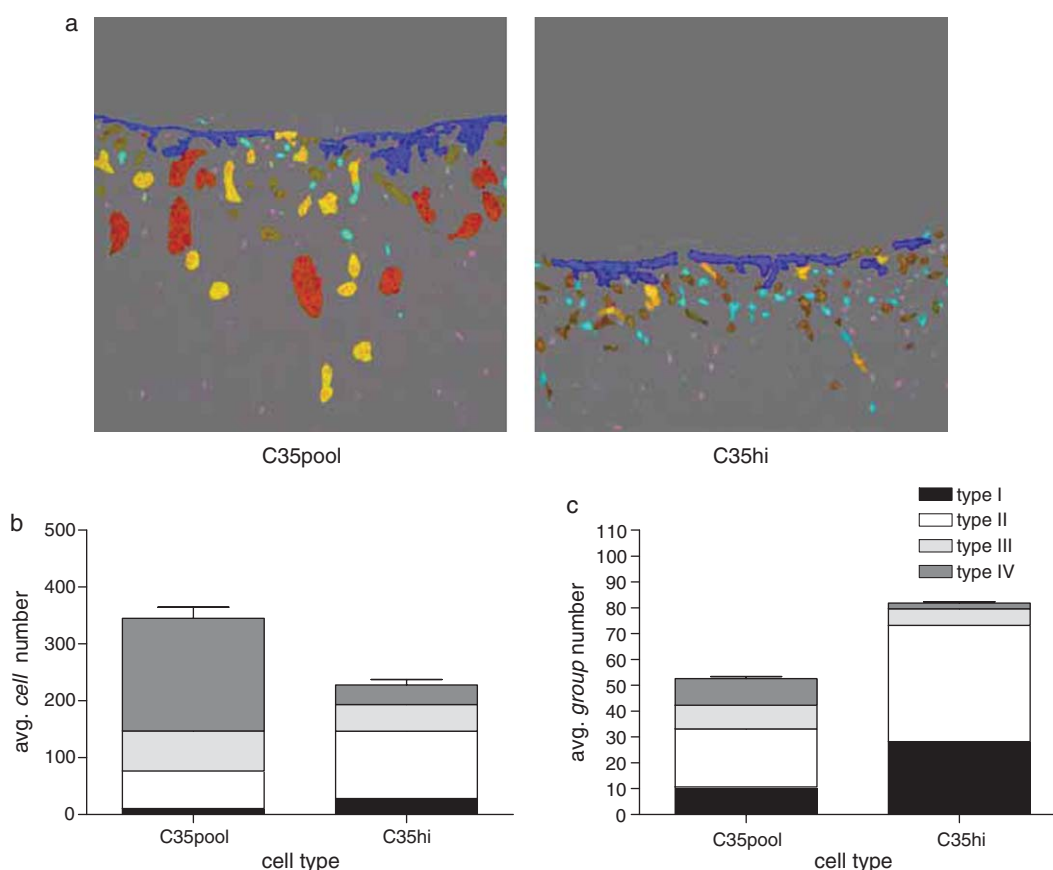 a
C35pool
C35hi
b
500
400
300
200
100
0
avg. cell number
C35pool
C35hi
cell type
c
type I
type II
type III
type IV
110
100
90
80
70
60
50
40
30
20
10
0
avg. group number
C35pool
C35hi
cell type